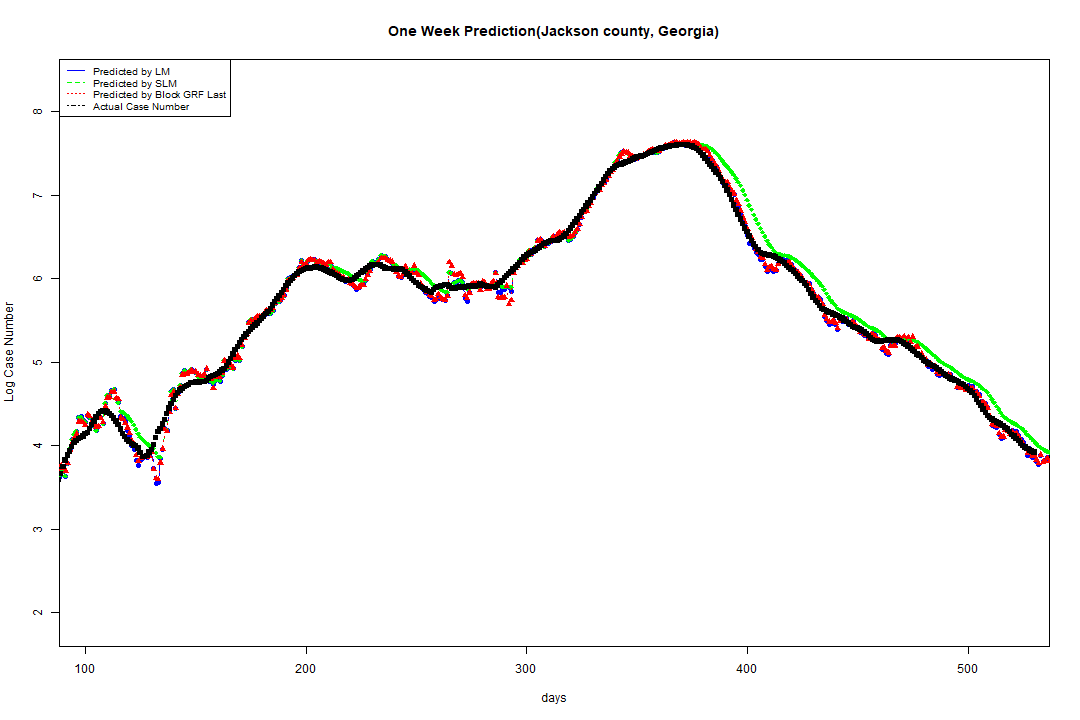 One Week Prediction(Jackson county, Georgia)
Predicted by LM
Predicted by SLM
Predicted by Block GRF Last
Actual Case Number
8
7
6
5
4
3
2
Log Case Number
100 200 300 400 500
days